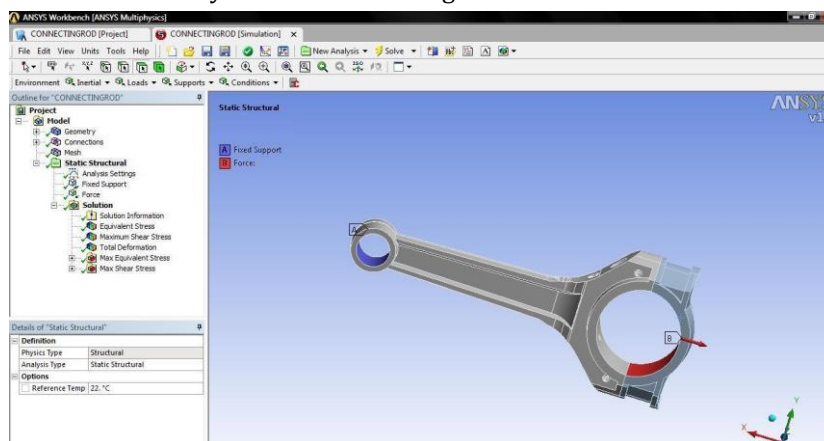 ANSYS Workbench [ANSYS Multiphysics]
CONNECTINGROD [Project]
CONNECTINGROD [Simulation] ×
File Edit View Units Tools Help
New Analysis
Solve
Environment Inertial Loads Supports Conditions
Outline for "CONNECTINGROD"
Project
Model
Geometry
Connections
Mesh
Static Structural
Analysis Settings
Fixed Support
Force
Solution
Solution Information
Equivalent Stress
Maximum Shear Stress
Total Deformation
Max Equivalent Stress
Max Shear Stress
Details of "Static Structural"
Definition
Physics Type Structural
Analysis Type Static Structural
Options
Reference Temp 22. °C
Static Structural
A Fixed Support
B Force:
A
B
Y
X